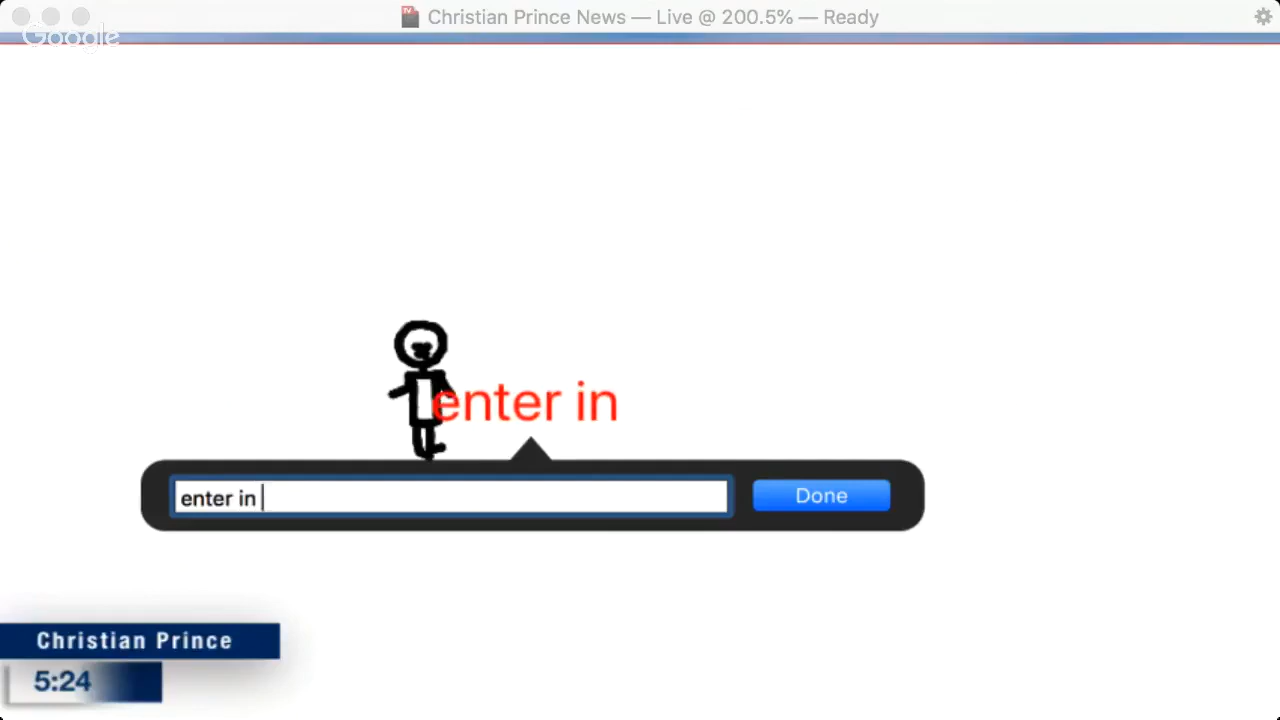 Christian Prince News — Live @ 200.5% — Ready
Google
enter in
enter in
Done
Christian Prince
5:24